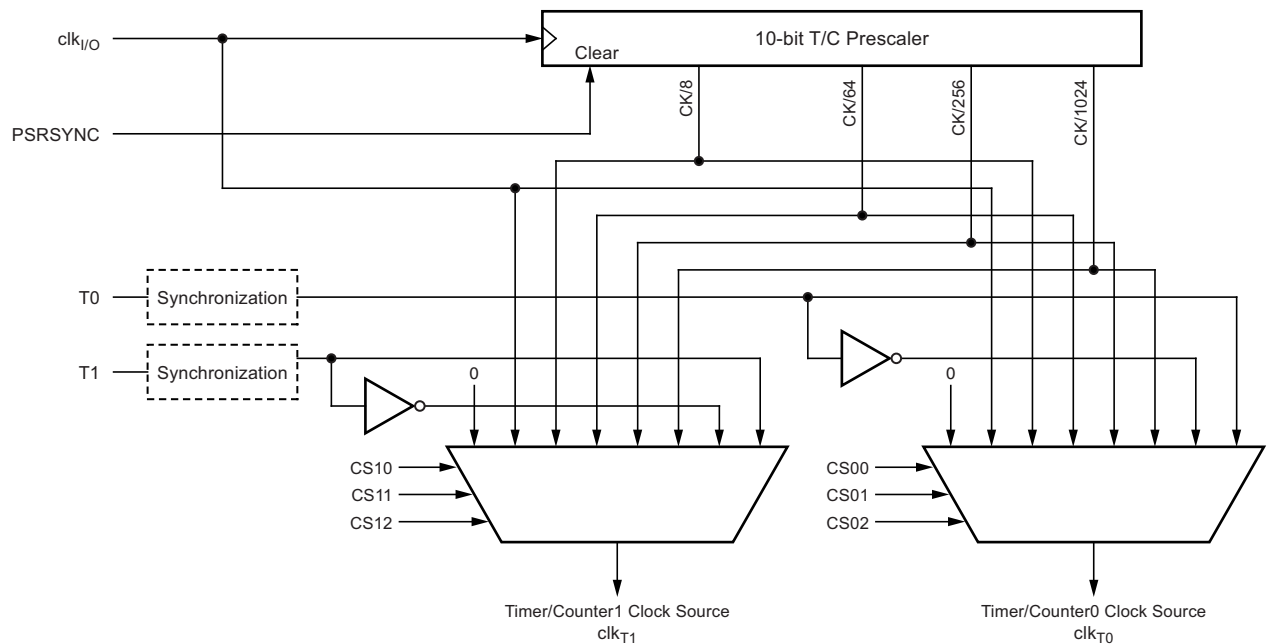 clkI/O
10-bit T/C Prescaler
Clear
PSRSYNC
CK/8
CK/64
CK/256
CK/1024
T0
Synchronization
T1
Synchronization
0
0
CS10
CS11
CS12
CS00
CS01
CS02
Timer/Counter1 Clock Source
clkT1
Timer/Counter0 Clock Source
clkT0